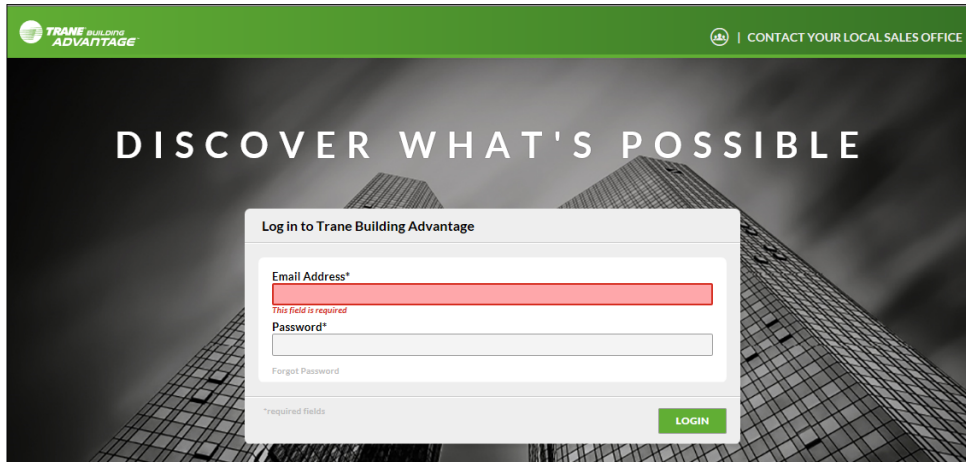 TRANE BUILDING
ADVANTAGE
| CONTACT YOUR LOCAL SALES OFFICE
DISCOVER WHAT'S POSSIBLE
Log in to Trane Building Advantage
Email Address*
This field is required
Password*
Forgot Password
*required fields
LOGIN